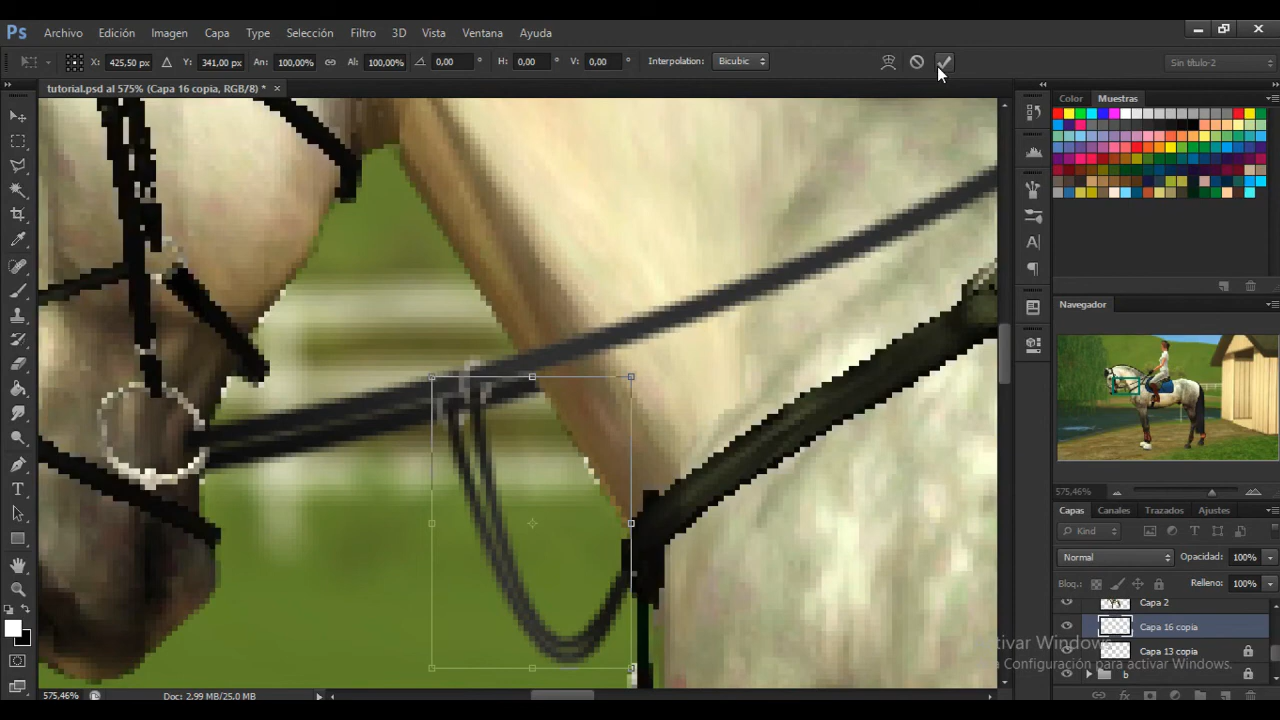 Ps Archivo Edición Imagen Capa Type Selección Filtro 3D Vista Ventana Ayuda
X: 425,50 px Y: 341,00 px An: 100,00% Al: 100,00% 0,00 ° H: 0,00 ° V: 0,00 ° Interpolation: Bicubic Sin título-2
tutorial.psd al 575% (Capa 16 copia, RGB/8) *
Color Muestras
Navegador
575,46%
Capas Canales Trazados Ajustes
Kind
Normal Opacidad: 100%
Bloq.: Relleno: 100%
Capa 2
Capa 16 copia
Capa 13 copia
b
tivar Windows
a Configuración para activar Windows.
575,46% Doc: 2,99 MB/25,0 MB